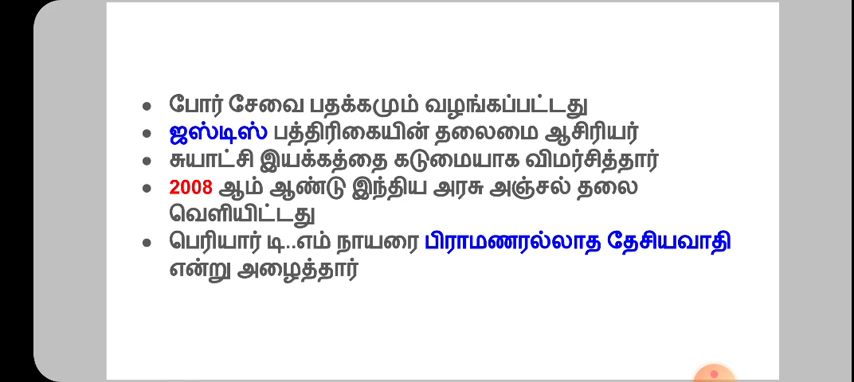 • போர் சேவை பதக்கமும் வழங்கப்பட்டது
• ஜஸ்டிஸ் பத்திரிகையின் தலைமை ஆசிரியர்
• சுயாட்சி இயக்கத்தை கடுமையாக விமர்சித்தார்
• 2008 ஆம் ஆண்டு இந்திய அரசு அஞ்சல் தலை
வெளியிட்டது
• பெரியார் டி..எம் நாயரை பிராமணரல்லாத தேசியவாதி
என்று அழைத்தார்